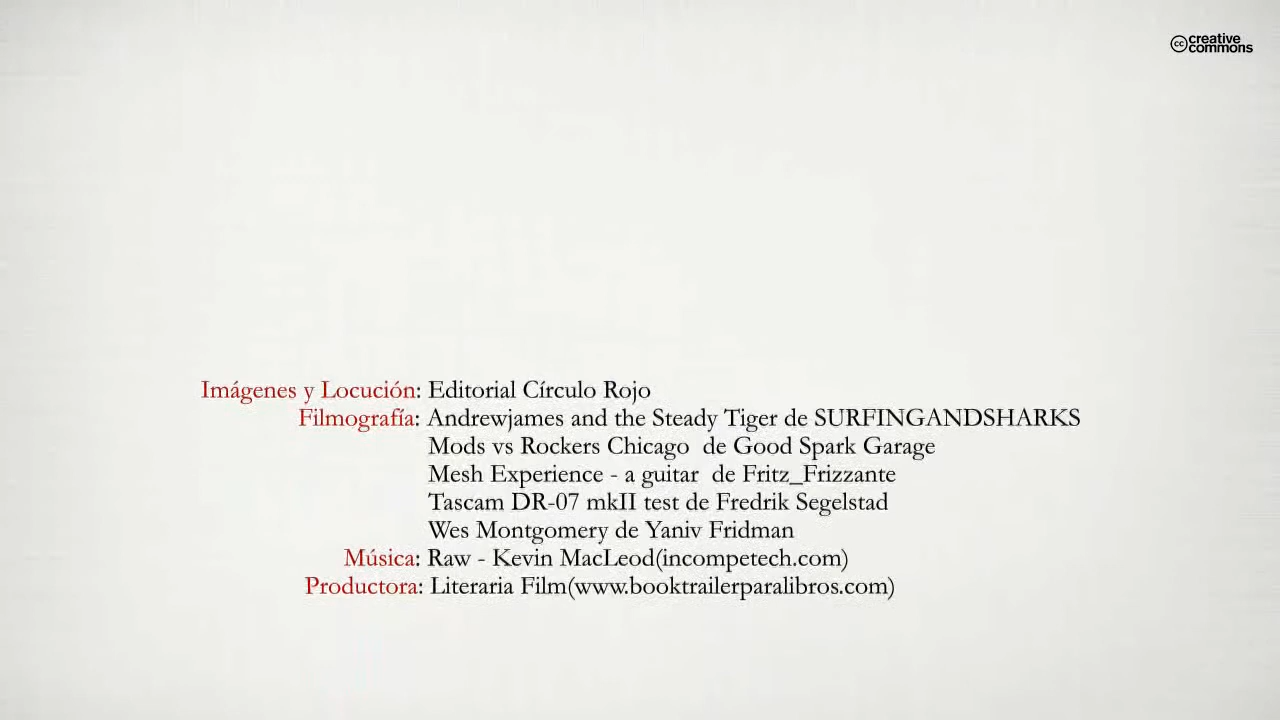 creative
commons
Imágenes y Locución: Editorial Círculo Rojo
Filmografía: Andrewjames and the Steady Tiger de SURFINGANDSHARKS
Mods vs Rockers Chicago  de Good Spark Garage
Mesh Experience - a guitar  de Fritz_Frizzante
Tascam DR-07 mkII test de Fredrik Segelstad
Wes Montgomery de Yaniv Fridman
Música: Raw - Kevin MacLeod(incompetech.com)
Productora: Literaria Film(www.booktrailerparalibros.com)